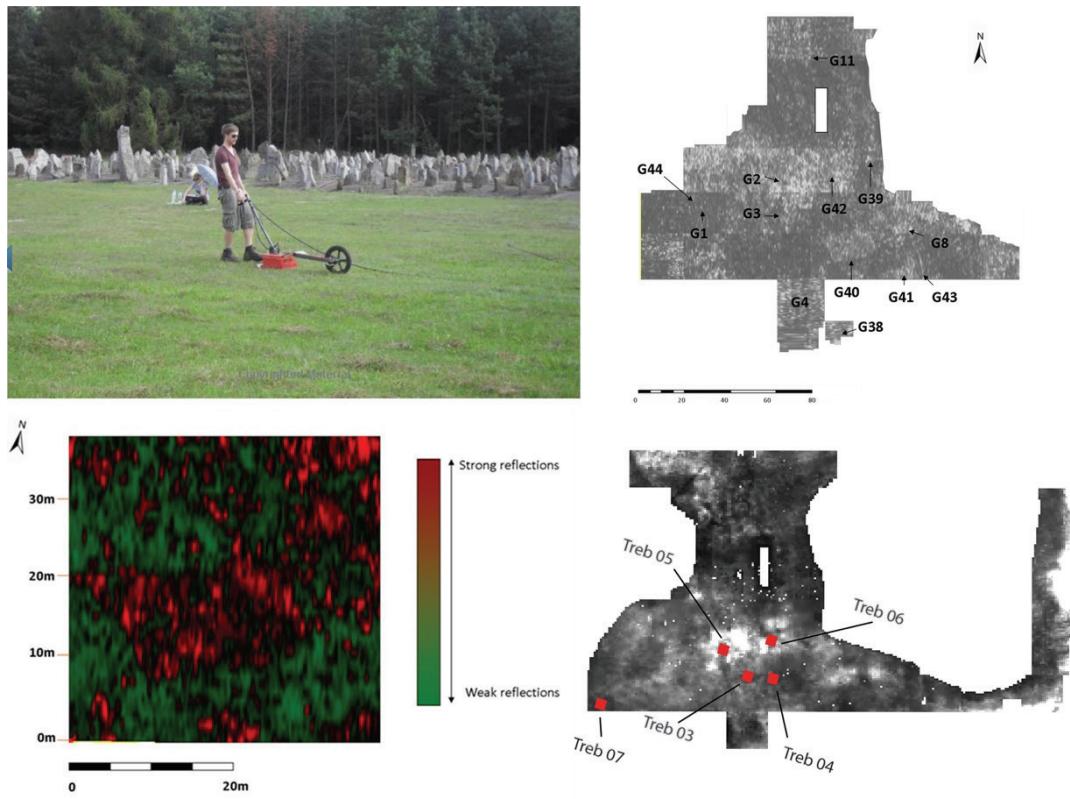 Copyrighted Material
N
G11
G44
G2
G42
G39
G3
G1
G8
G40
G41
G43
G4
G38
0 20 40 60 80
N
30m
20m
10m
0m
0
20m
Strong reflections
Weak reflections
Treb 05
Treb 06
Treb 03
Treb 04
Treb 07